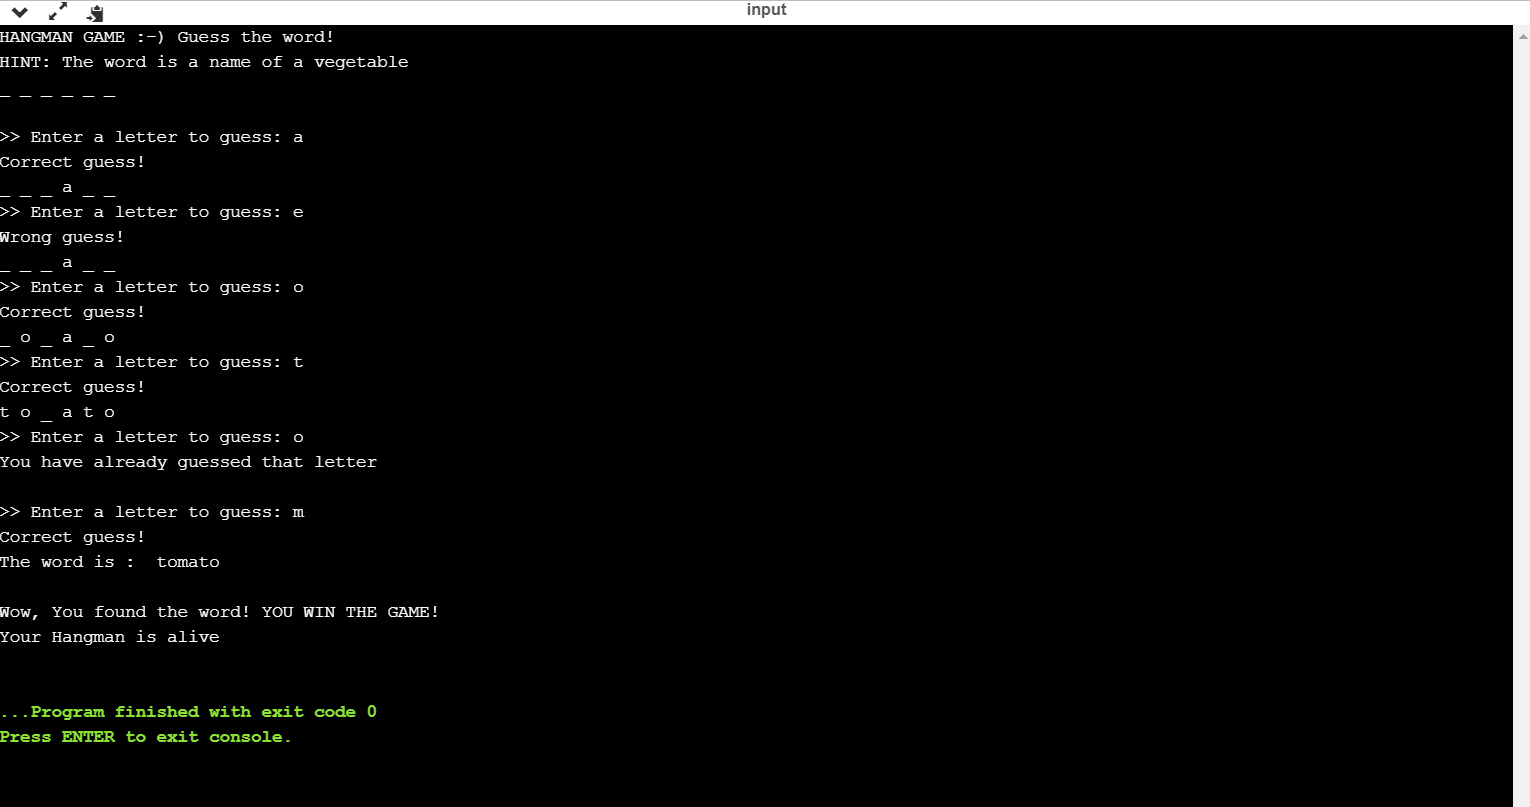 input
HANGMAN GAME :-) Guess the word!
HINT: The word is a name of a vegetable
_ _ _ _ _ _
>> Enter a letter to guess: a
Correct guess!
_ _ _ a _ _
>> Enter a letter to guess: e
Wrong guess!
_ _ _ a _ _
>> Enter a letter to guess: o
Correct guess!
_ o _ a _ o
>> Enter a letter to guess: t
Correct guess!
t o _ a t o
>> Enter a letter to guess: o
You have already guessed that letter
>> Enter a letter to guess: m
Correct guess!
The word is :  tomato
Wow, You found the word! YOU WIN THE GAME!
Your Hangman is alive
...Program finished with exit code 0
Press ENTER to exit console.